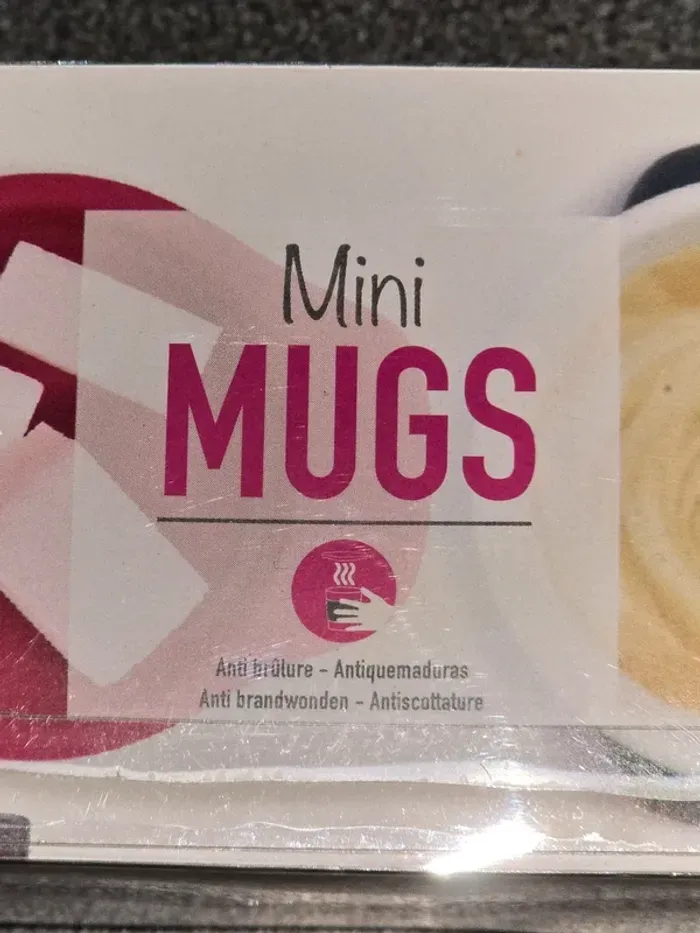 Mini
MUGS
Anti brûlure - Antiquemaduras
Anti brandwonden - Antiscottature